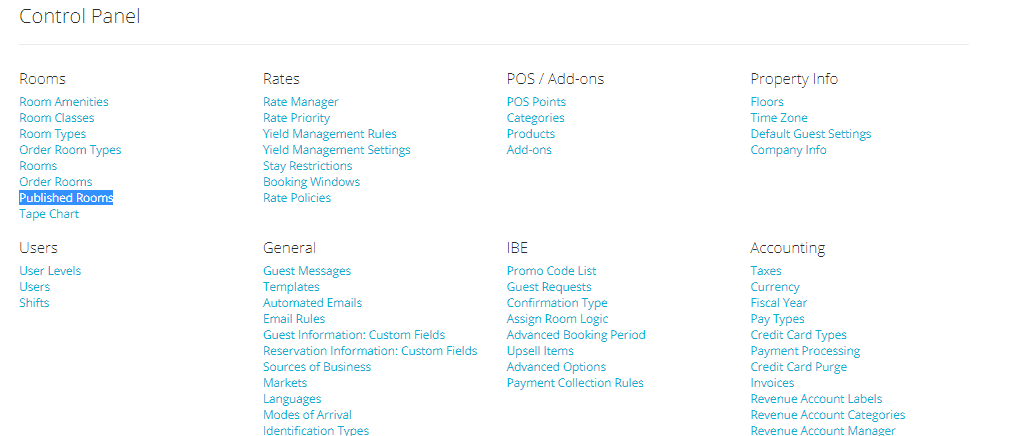 Control Panel
Rooms
Room Amenities
Room Classes
Room Types
Order Room Types
Rooms
Order Rooms
Published Rooms
Tape Chart
Rates
Rate Manager
Rate Priority
Yield Management Rules
Yield Management Settings
Stay Restrictions
Booking Windows
Rate Policies
POS / Add-ons
POS Points
Categories
Products
Add-ons
Property Info
Floors
Time Zone
Default Guest Settings
Company Info
Users
User Levels
Users
Shifts
General
Guest Messages
Templates
Automated Emails
Email Rules
Guest Information: Custom Fields
Reservation Information: Custom Fields
Sources of Business
Markets
Languages
Modes of Arrival
Identification Types
IBE
Promo Code List
Guest Requests
Confirmation Type
Assign Room Logic
Advanced Booking Period
Upsell Items
Advanced Options
Payment Collection Rules
Accounting
Taxes
Currency
Fiscal Year
Pay Types
Credit Card Types
Payment Processing
Credit Card Purge
Invoices
Revenue Account Labels
Revenue Account Categories
Revenue Account Manager